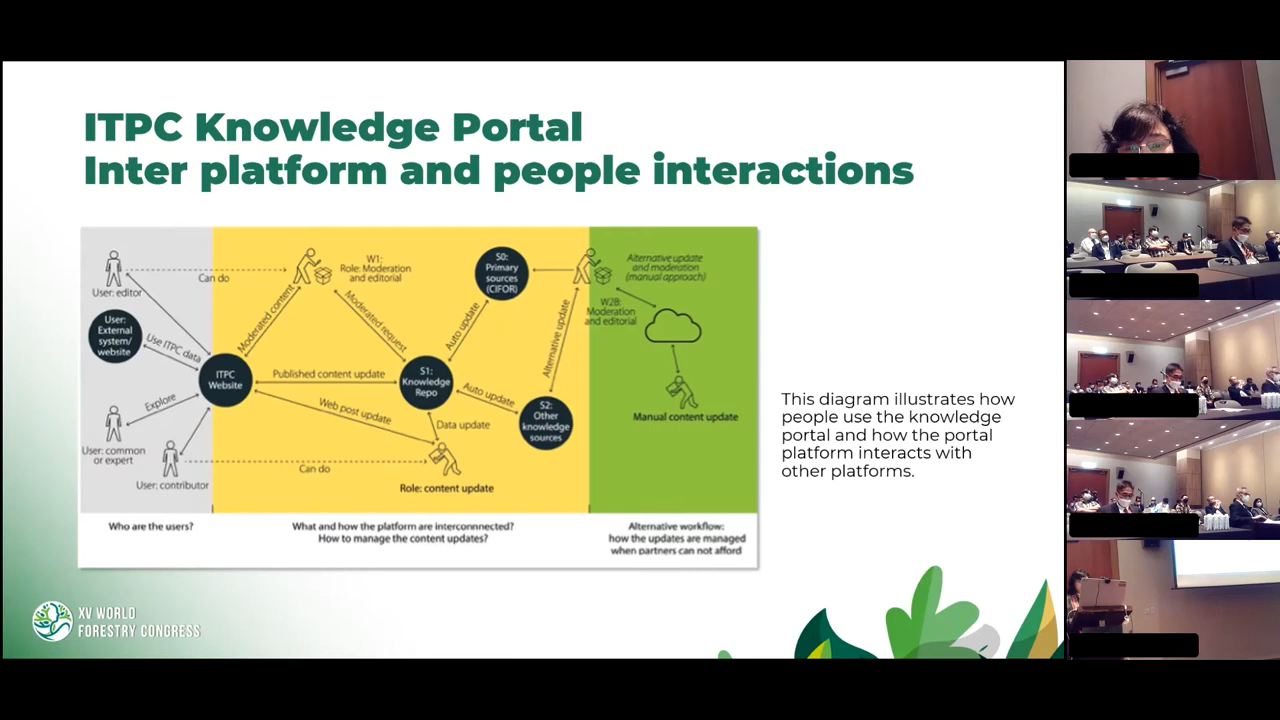 ITPC Knowledge Portal
Inter platform and people interactions
User: editor
Can do
W1:
Role: Moderation
and editorial
S0:
Primary
sources
(CIFOR)
Alternative update
and moderation
(manual approach)
User:
External
system/
website
Use ITPC data
Moderated content
Moderated request
Auto update
Alternative update
W2B:
Moderation
and editorial
ITPC
Website
Published content update
S1:
Knowledge
Repo
Auto update
S2: Other
knowledge
sources
Manual content update
Explore
Web post update
Data update
User: common
or expert
User: contributor
Can do
Role: content update
Who are the users?
What and how the platform are interconnnected?
How to manage the content updates?
Alternative workflow:
how the updates are managed
when partners can not afford
This diagram illustrates how
people use the knowledge
portal and how the portal
platform interacts with
other platforms.
XV WORLD
FORESTRY CONGRESS